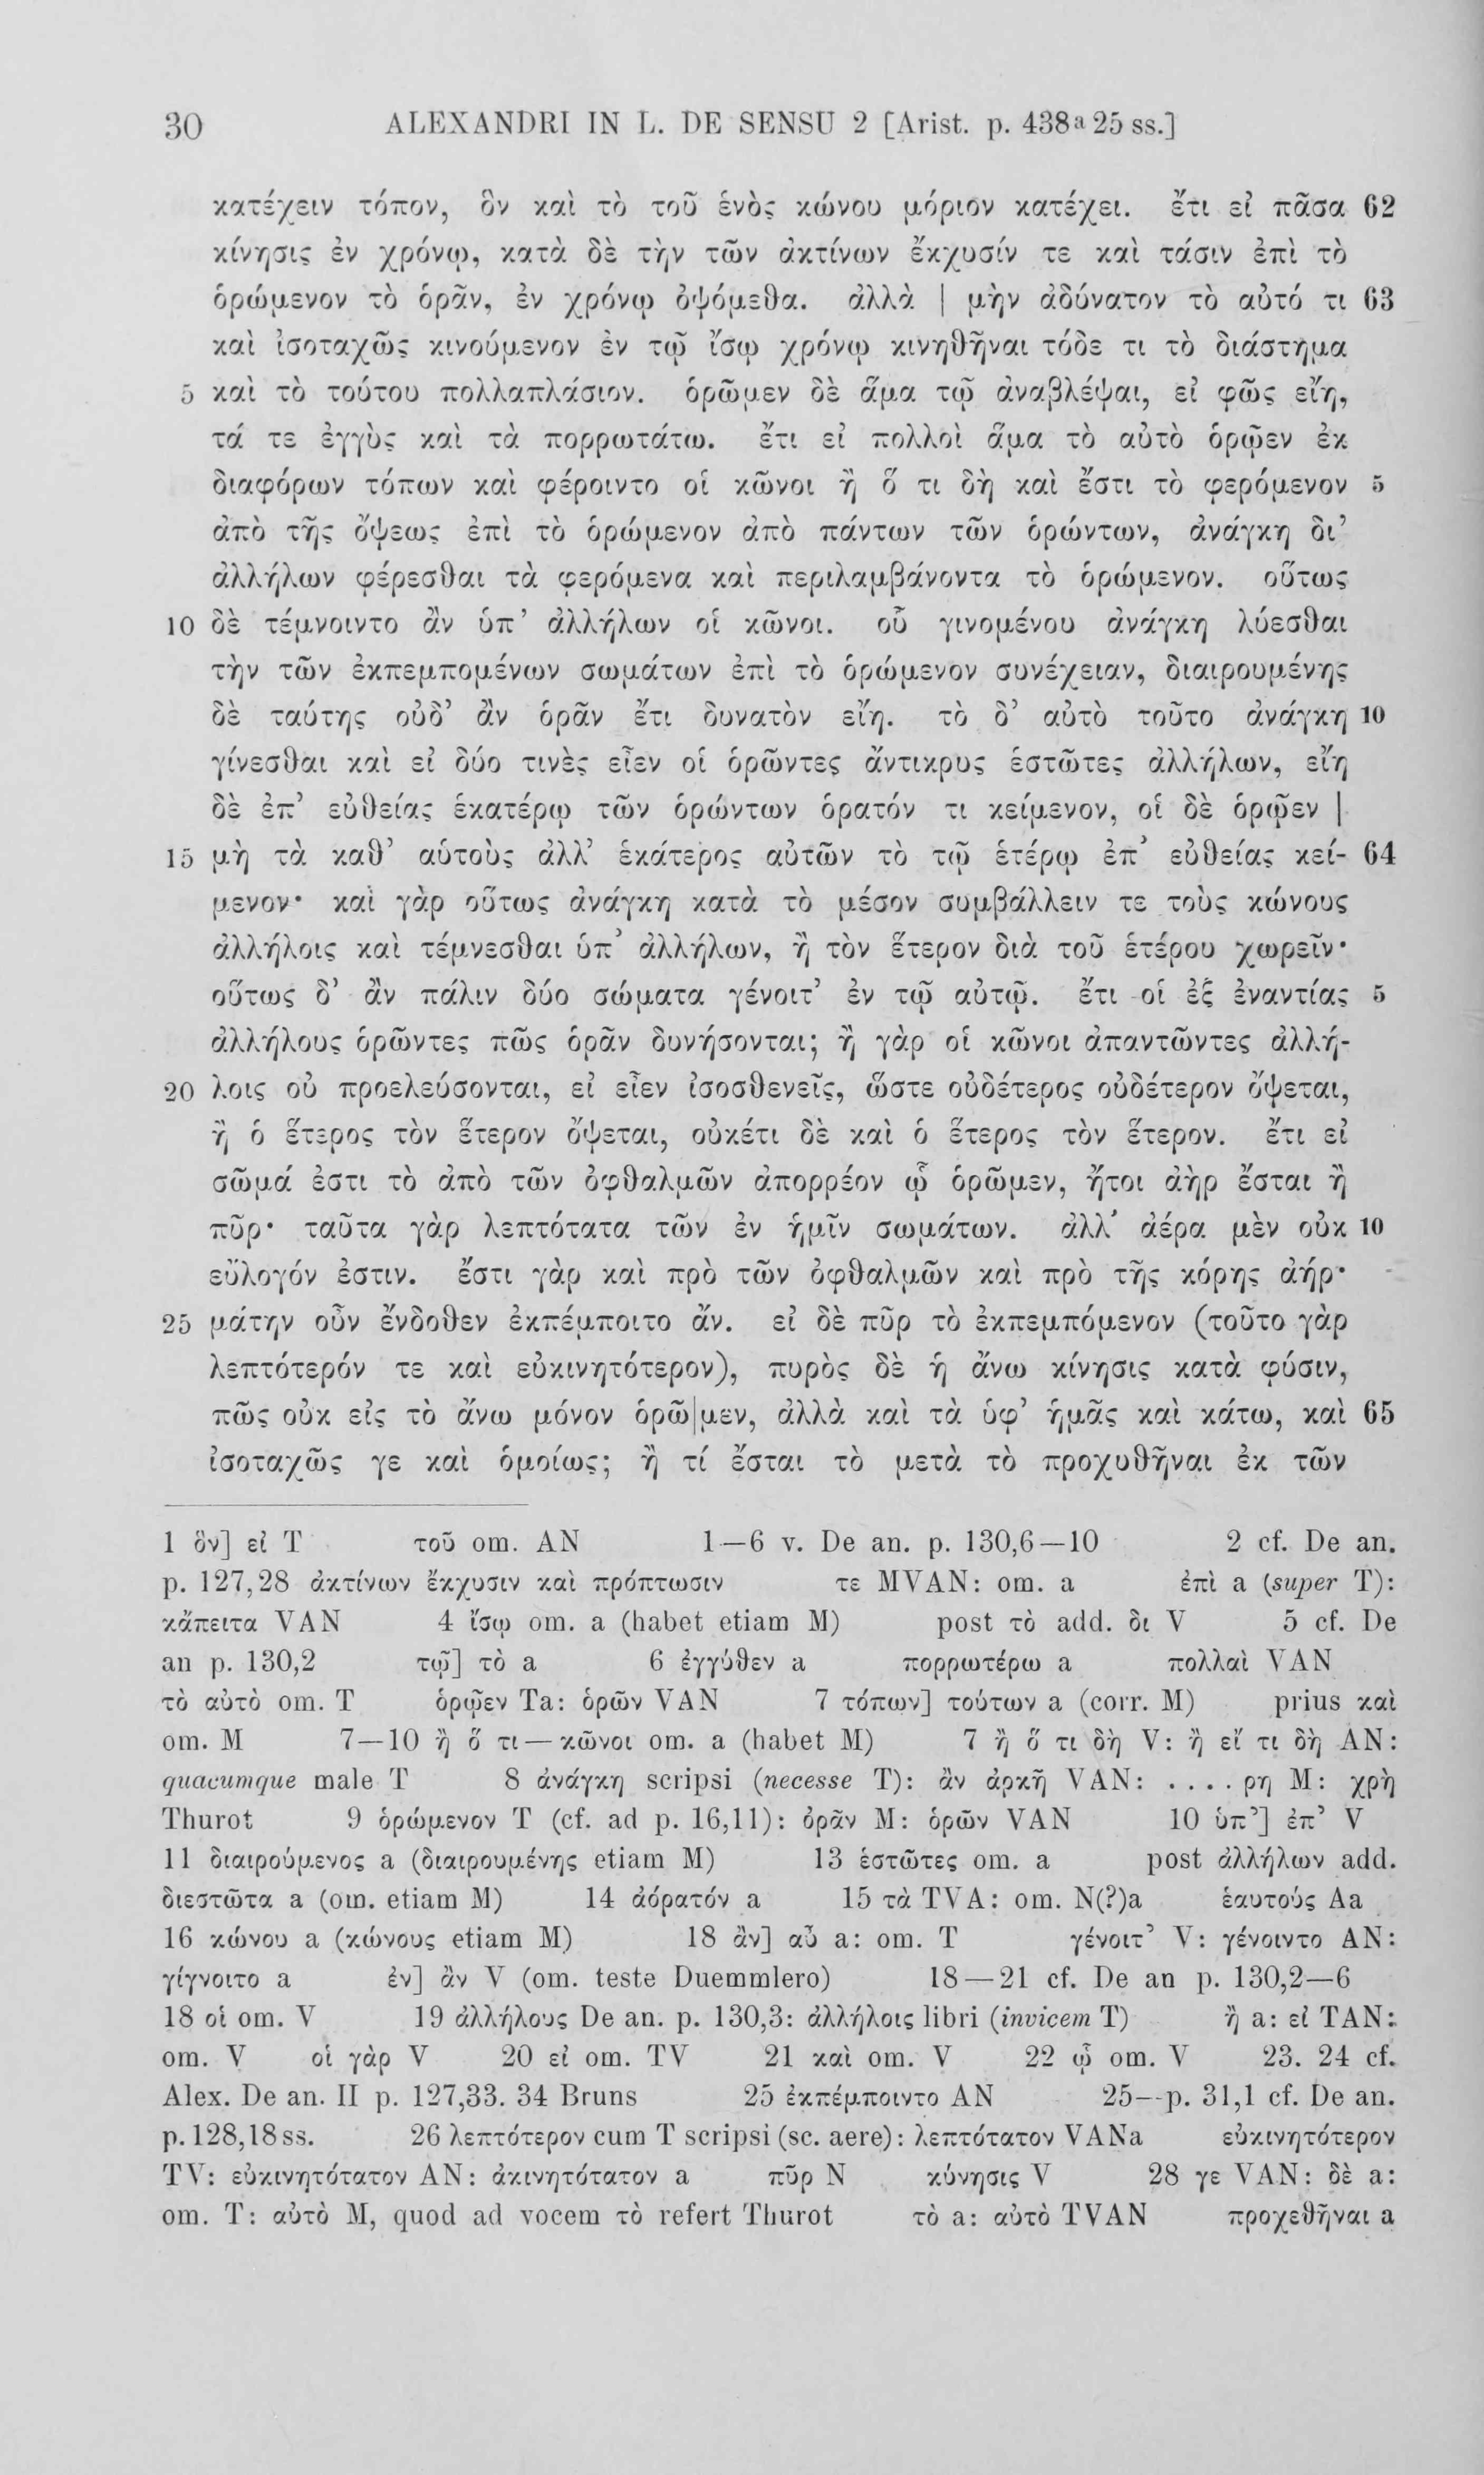 30 ALEXANDRI IN L. DE SENSU 2 [Arist. p. 438a 25 ss.]
κατέχειν τόπον, ὃν καὶ τὸ τοῦ ἑνὸς κώνου μόριον κατέχει. ἔτι εἰ πᾶσα 62
κίνησις ἐν χρόνῳ, κατὰ δὲ τὴν τῶν ἀκτίνων ἔκχυσίν τε καὶ τάσιν ἐπὶ τὸ
ὁρώμενον τὸ ὁρᾶν, ἐν χρόνῳ ὀψόμεθα. ἀλλὰ | μὴν ἀδύνατον τὸ αὐτό τι 63
καὶ ἰσοταχῶς κινούμενον ἐν τῷ ἴσῳ χρόνῳ κινηθῆναι τόδε τι τὸ διάστημα
5 καὶ τὸ τούτου πολλαπλάσιον. ὁρῶμεν δὲ ἅμα τῷ ἀναβλέψαι, εἰ φῶς εἴη,
τά τε ἐγγὺς καὶ τὰ πορρωτάτω. ἔτι εἰ πολλοὶ ἅμα τὸ αὐτὸ ὁρῷεν ἐκ
διαφόρων τόπων καὶ φέροιντο οἱ κῶνοι ἢ ὅ τι δὴ καὶ ἔστι τὸ φερόμενον 5
ἀπὸ τῆς ὄψεως ἐπὶ τὸ ὁρώμενον ἀπὸ πάντων τῶν ὁρώντων, ἀνάγκη δι’
ἀλλήλων φέρεσθαι τὰ φερόμενα καὶ περιλαμβάνοντα τὸ ὁρώμενον. οὕτως
10 δὲ τέμνοιντο ἂν ὑπ’ ἀλλήλων οἱ κῶνοι. οὗ γινομένου ἀνάγκη λύεσθαι
τὴν τῶν ἐκπεμπομένων σωμάτων ἐπὶ τὸ ὁρώμενον συνέχειαν, διαιρουμένης
δὲ ταύτης οὐδ’ ἂν ὁρᾶν ἔτι δυνατὸν εἴη. τὸ δ’ αὐτὸ τοῦτο ἀνάγκη 10
γίνεσθαι καὶ εἰ δύο τινὲς εἶεν οἱ ὁρῶντες ἄντικρυς ἑστῶτες ἀλλήλων, εἴη
δὲ ἐπ’ εὐθείας ἑκατέρῳ τῶν ὁρώντων ὁρατόν τι κείμενον, οἱ δὲ ὁρῷεν |
15 μὴ τὰ καθ’ αὑτοὺς ἀλλ’ ἑκάτερος αὐτῶν τὸ τῷ ἑτέρῳ ἐπ’ εὐθείας κεί- 64
μενον· καὶ γὰρ οὕτως ἀνάγκη κατὰ τὸ μέσον συμβάλλειν τε τοὺς κώνους
ἀλλήλοις καὶ τέμνεσθαι ὑπ’ ἀλλήλων, ἢ τὸν ἕτερον διὰ τοῦ ἑτέρου χωρεῖν·
οὕτως δ’ ἂν πάλιν δύο σώματα γένοιτ’ ἐν τῷ αὐτῷ. ἔτι οἱ ἐξ ἐναντίας 5
ἀλλήλους ὁρῶντες πῶς ὁρᾶν δυνήσονται; ἢ γὰρ οἱ κῶνοι ἀπαντῶντες ἀλλή-
20 λοις οὐ προελεύσονται, εἰ εἶεν ἰσοσθενεῖς, ὥστε οὐδέτερος οὐδέτερον ὄψεται,
ἢ ὁ ἕτερος τὸν ἕτερον ὄψεται, οὐκέτι δὲ καὶ ὁ ἕτερος τὸν ἕτερον. ἔτι εἰ
σῶμά ἐστι τὸ ἀπὸ τῶν ὀφθαλμῶν ἀπορρέον ᾧ ὁρῶμεν, ἤτοι ἀὴρ ἔσται ἢ
πῦρ· ταῦτα γὰρ λεπτότατα τῶν ἐν ἡμῖν σωμάτων. ἀλλ’ ἀέρα μὲν οὐκ 10
εὔλογόν ἐστιν. ἔστι γὰρ καὶ πρὸ τῶν ὀφθαλμῶν καὶ πρὸ τῆς κόρης ἀήρ·
25 μάτην οὖν ἔνδοθεν ἐκπέμποιτο ἄν. εἰ δὲ πῦρ τὸ ἐκπεμπόμενον (τοῦτο γὰρ
λεπτότερόν τε καὶ εὐκινητότερον), πυρὸς δὲ ἡ ἄνω κίνησις κατὰ φύσιν,
πῶς οὐκ εἰς τὸ ἄνω μόνον ὁρῶ|μεν, ἀλλὰ καὶ τὰ ὑφ’ ἡμᾶς καὶ κάτω, καὶ 65
ἰσοταχῶς γε καὶ ὁμοίως; ἢ τί ἔσται τὸ μετὰ τὸ προχυθῆναι ἐκ τῶν
1 ὃν] εἰ T τοῦ om. AN 1—6 v. De an. p. 130,6—10 2 cf. De an.
p. 127,28 ἀκτίνων ἔκχυσιν καὶ πρόπτωσιν τε MVAN: om. a ἐπὶ a (super T):
κἄπειτα VAN 4 ἴσῳ om. a (habet etiam M) post τὸ add. δι V 5 cf. De
an p. 130,2 τῷ] τὸ a 6 ἐγγύθεν a πορρωτέρω a πολλαὶ VAN
τὸ αὐτὸ om. T ὁρῷεν Ta: ὁρῶν VAN 7 τόπων] τούτων a (corr. M) prius καὶ
om. M 7—10 ἢ ὅ τι — κῶνοι om. a (habet M) 7 ἢ ὅ τι δὴ V: ἢ εἴ τι δὴ AN:
quacumque male T 8 ἀνάγκη scripsi (necesse T): ἂν ἀρκῆ VAN: . . . . ρη M: χρὴ
Thurot 9 ὁρώμενον T (cf. ad p. 16,11): ὁρᾶν M: ὁρῶν VAN 10 ὑπ’] ἐπ’ V
11 διαιρούμενος a (διαιρουμένης etiam M) 13 ἑστῶτες om. a post ἀλλήλων add.
διεστῶτα a (om. etiam M) 14 ἀόρατόν a 15 τὰ TVA: om. N(?)a ἑαυτούς Aa
16 κώνου a (κώνους etiam M) 18 ἂν] αὖ a: om. T γένοιτ’ V: γένοιντο AN:
γίγνοιτο a ἐν] ἂν V (om. teste Duemmlero) 18—21 cf. De an p. 130,2—6
18 οἱ om. V 19 ἀλλήλους De an. p. 130,3: ἀλλήλοις libri (invicem T) ἢ a: εἰ TAN:
om. V οἱ γὰρ V 20 εἰ om. TV 21 καὶ om. V 22 ᾧ om. V 23. 24 cf.
Alex. De an. II p. 127,33. 34 Bruns 25 ἐκπέμποιντο AN 25--p. 31,1 cf. De an.
p. 128,18 ss. 26 λεπτότερον cum T scripsi (sc. aere): λεπτότατον VANa εὐκινητότερον
TV: εὐκινητότατον AN: ἀκινητότατον a πῦρ N κύνησις V 28 γε VAN: δὲ a:
om. T: αὐτὸ M, quod ad vocem τὸ refert Thurot τὸ a: αὐτὸ TVAN προχεθῆναι a